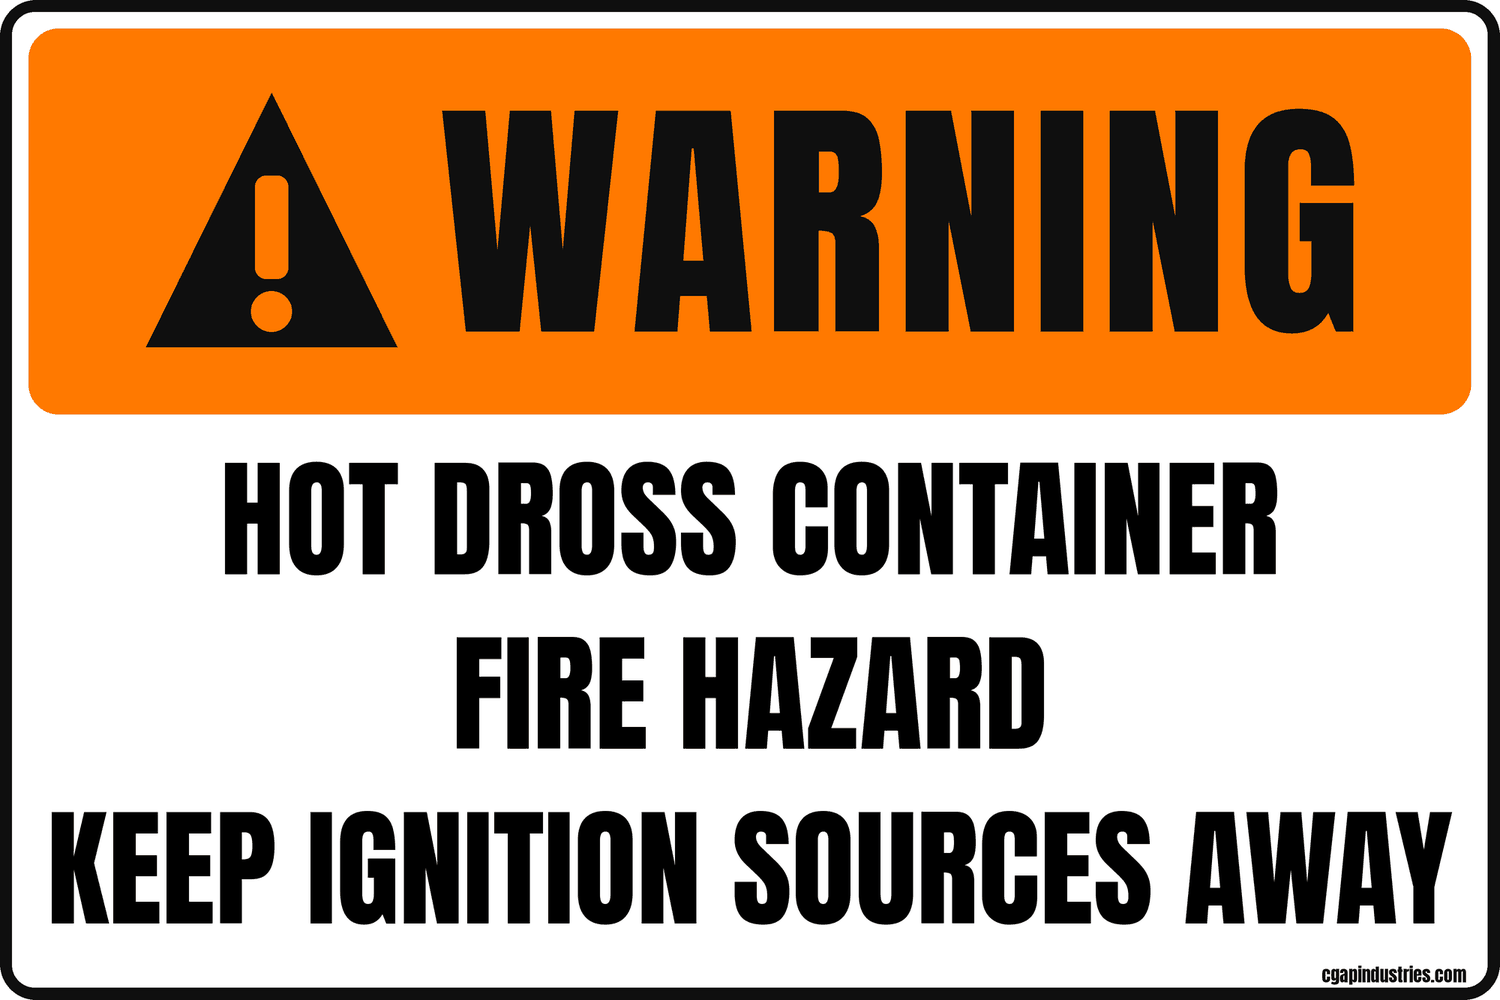 WARNING
HOT DROSS CONTAINER
FIRE HAZARD
KEEP IGNITION SOURCES AWAY
cgapindustries.com